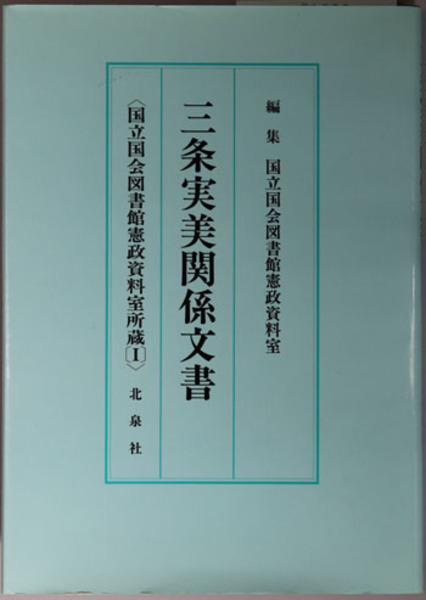 編集 国立国会図書館憲政資料室
三条実美関係文書
〈国立国会図書館憲政資料室所蔵〔I〕〉 北泉社